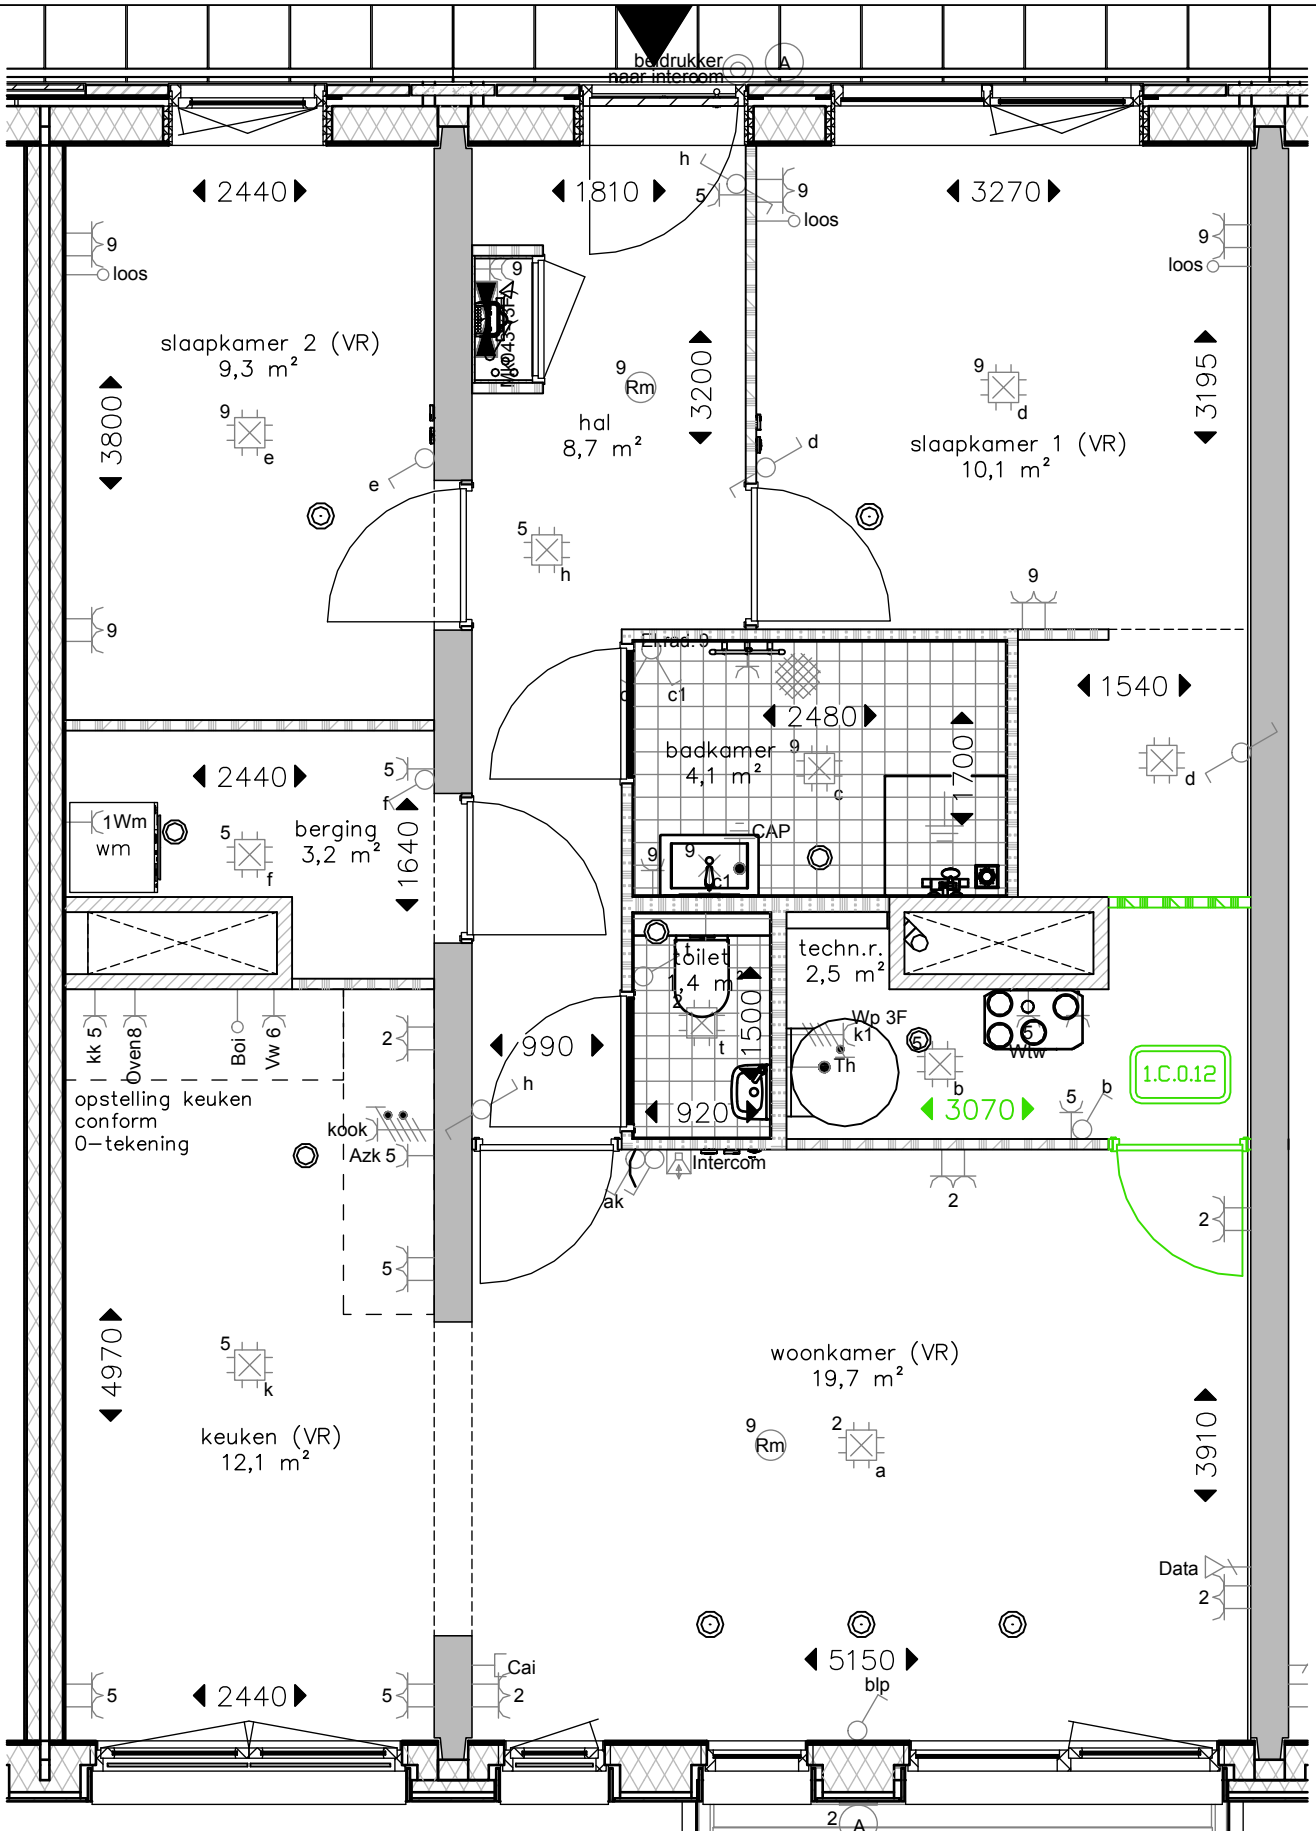 beldrukker
naar intercom
A
2440
1810
3270
h
5
9
loos
9
loos
9
loos
9
slaapkamer 2 (VR)
9,3 m²
9
e
3800
e
9
Rm
hal
8,7 m²
3200
9
d
slaapkamer 1 (VR)
10,1 m²
3195
d
5
h
9
9
El.rad. 9
c1
2480
1540
badkamer
4,1 m²
9
c
1700
d
2440
5
f
1Wm
wm
5
f
berging
3,2 m²
1640
CAP
9
9
c1
toilet
1,4 m²
t
2
t
1500
920
techn.r.
2,5 m²
Wp 3F
k1
Th
5
b
5
Wtw
1.C.0.12
3070
5
b
kk 5
Oven8
Boi
Vw 6
2
990
h
opstelling keuken
conform
0-tekening
kook
Azk 5
ak
Intercom
2
2
5
4970
5
k
keuken (VR)
12,1 m²
woonkamer (VR)
19,7 m²
9
Rm
2
a
3910
Data
2
5150
blp
Cai
2
5
2440
5
2
A